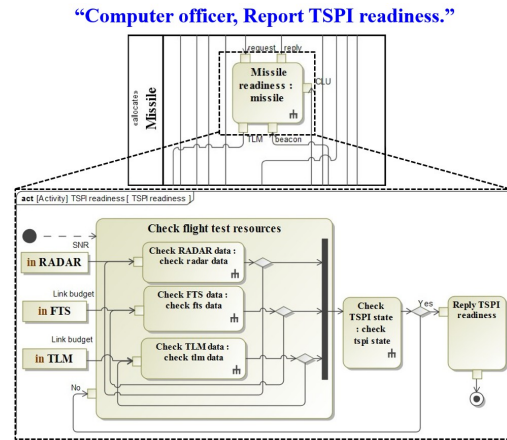 “Computer officer, Report TSPI readiness.”
request
reply
«allocate»
Missile
Missile
readiness :
missile
CLU
TLM
beacon
act [Activity] TSPI readiness [ TSPI readiness ]
Check flight test resources
SNR
in RADAR
Check RADAR data :
check radar data
Link budget
in FTS
Check FTS data :
check fts data
Link budget
in TLM
Check TLM data :
check tlm data
No
Check
TSPI state
: check
tspi state
Yes
Reply TSPI
readiness